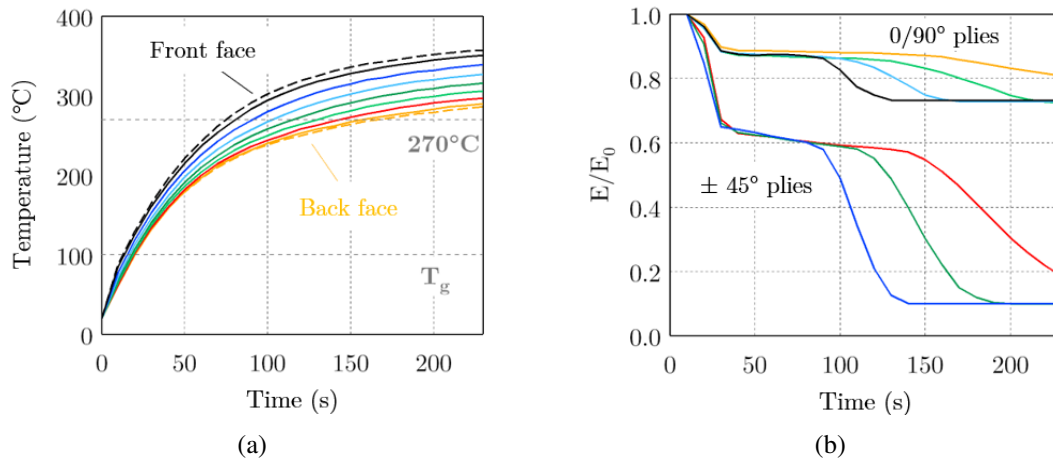 400
300
200
100
0
Temperature (°C)
Front face
270°C
Back face
T_g
0 50 100 150 200
Time (s)
(a)
1.0
0.8
0.6
0.4
0.2
0.0
E/E_0
0/90° plies
± 45° plies
0 50 100 150 200
Time (s)
(b)